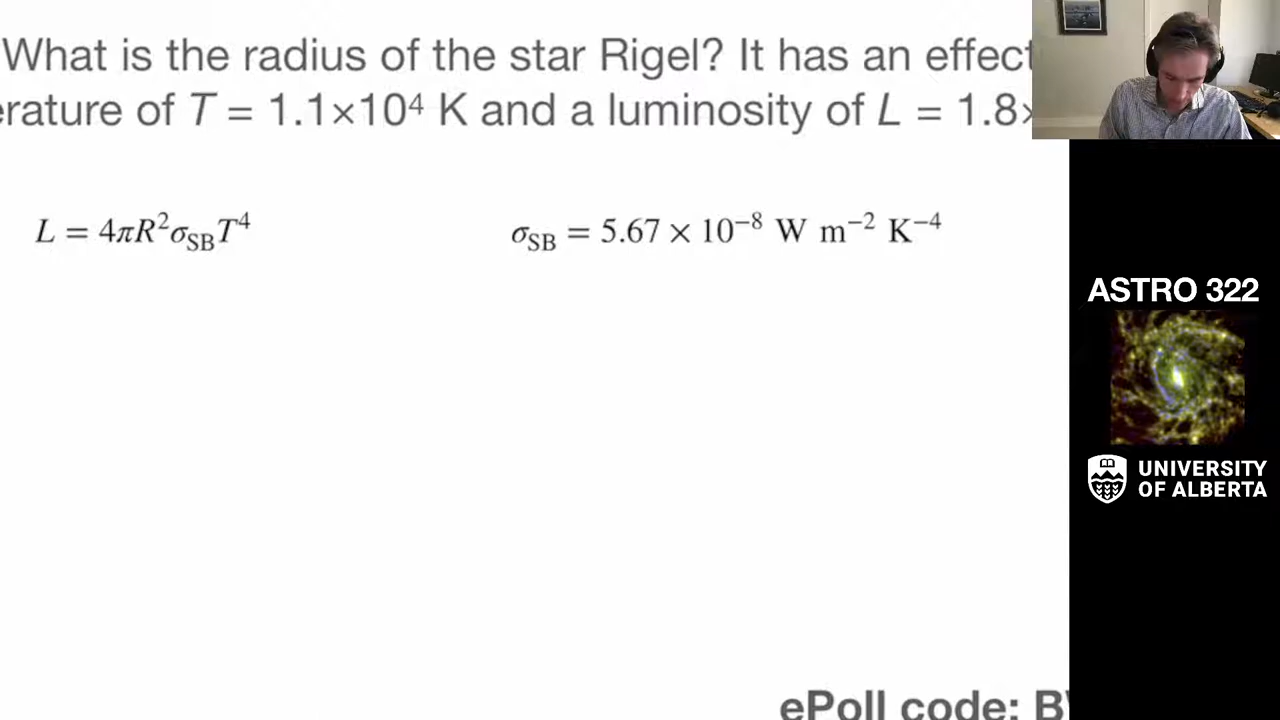 What is the radius of the star Rigel? It has an effect
erature of T = 1.1×10⁴ K and a luminosity of L = 1.8×
L = 4πR²σ_SB T⁴
σ_SB = 5.67 × 10⁻⁸ W m⁻² K⁻⁴
ASTRO 322
UNIVERSITY
OF ALBERTA
ePoll code: B